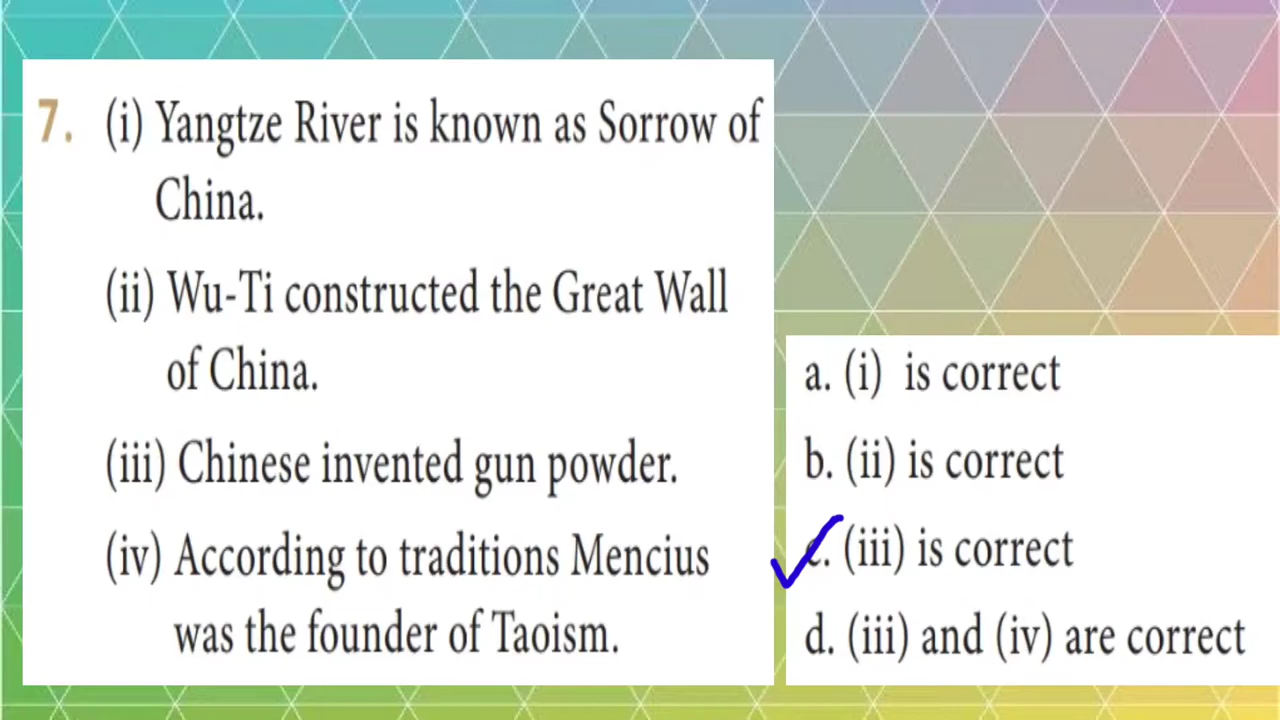 7. (i) Yangtze River is known as Sorrow of
China.
(ii) Wu-Ti constructed the Great Wall
of China.
(iii) Chinese invented gun powder.
(iv) According to traditions Mencius
was the founder of Taoism.
a. (i) is correct
b. (ii) is correct
c. (iii) is correct
d. (iii) and (iv) are correct